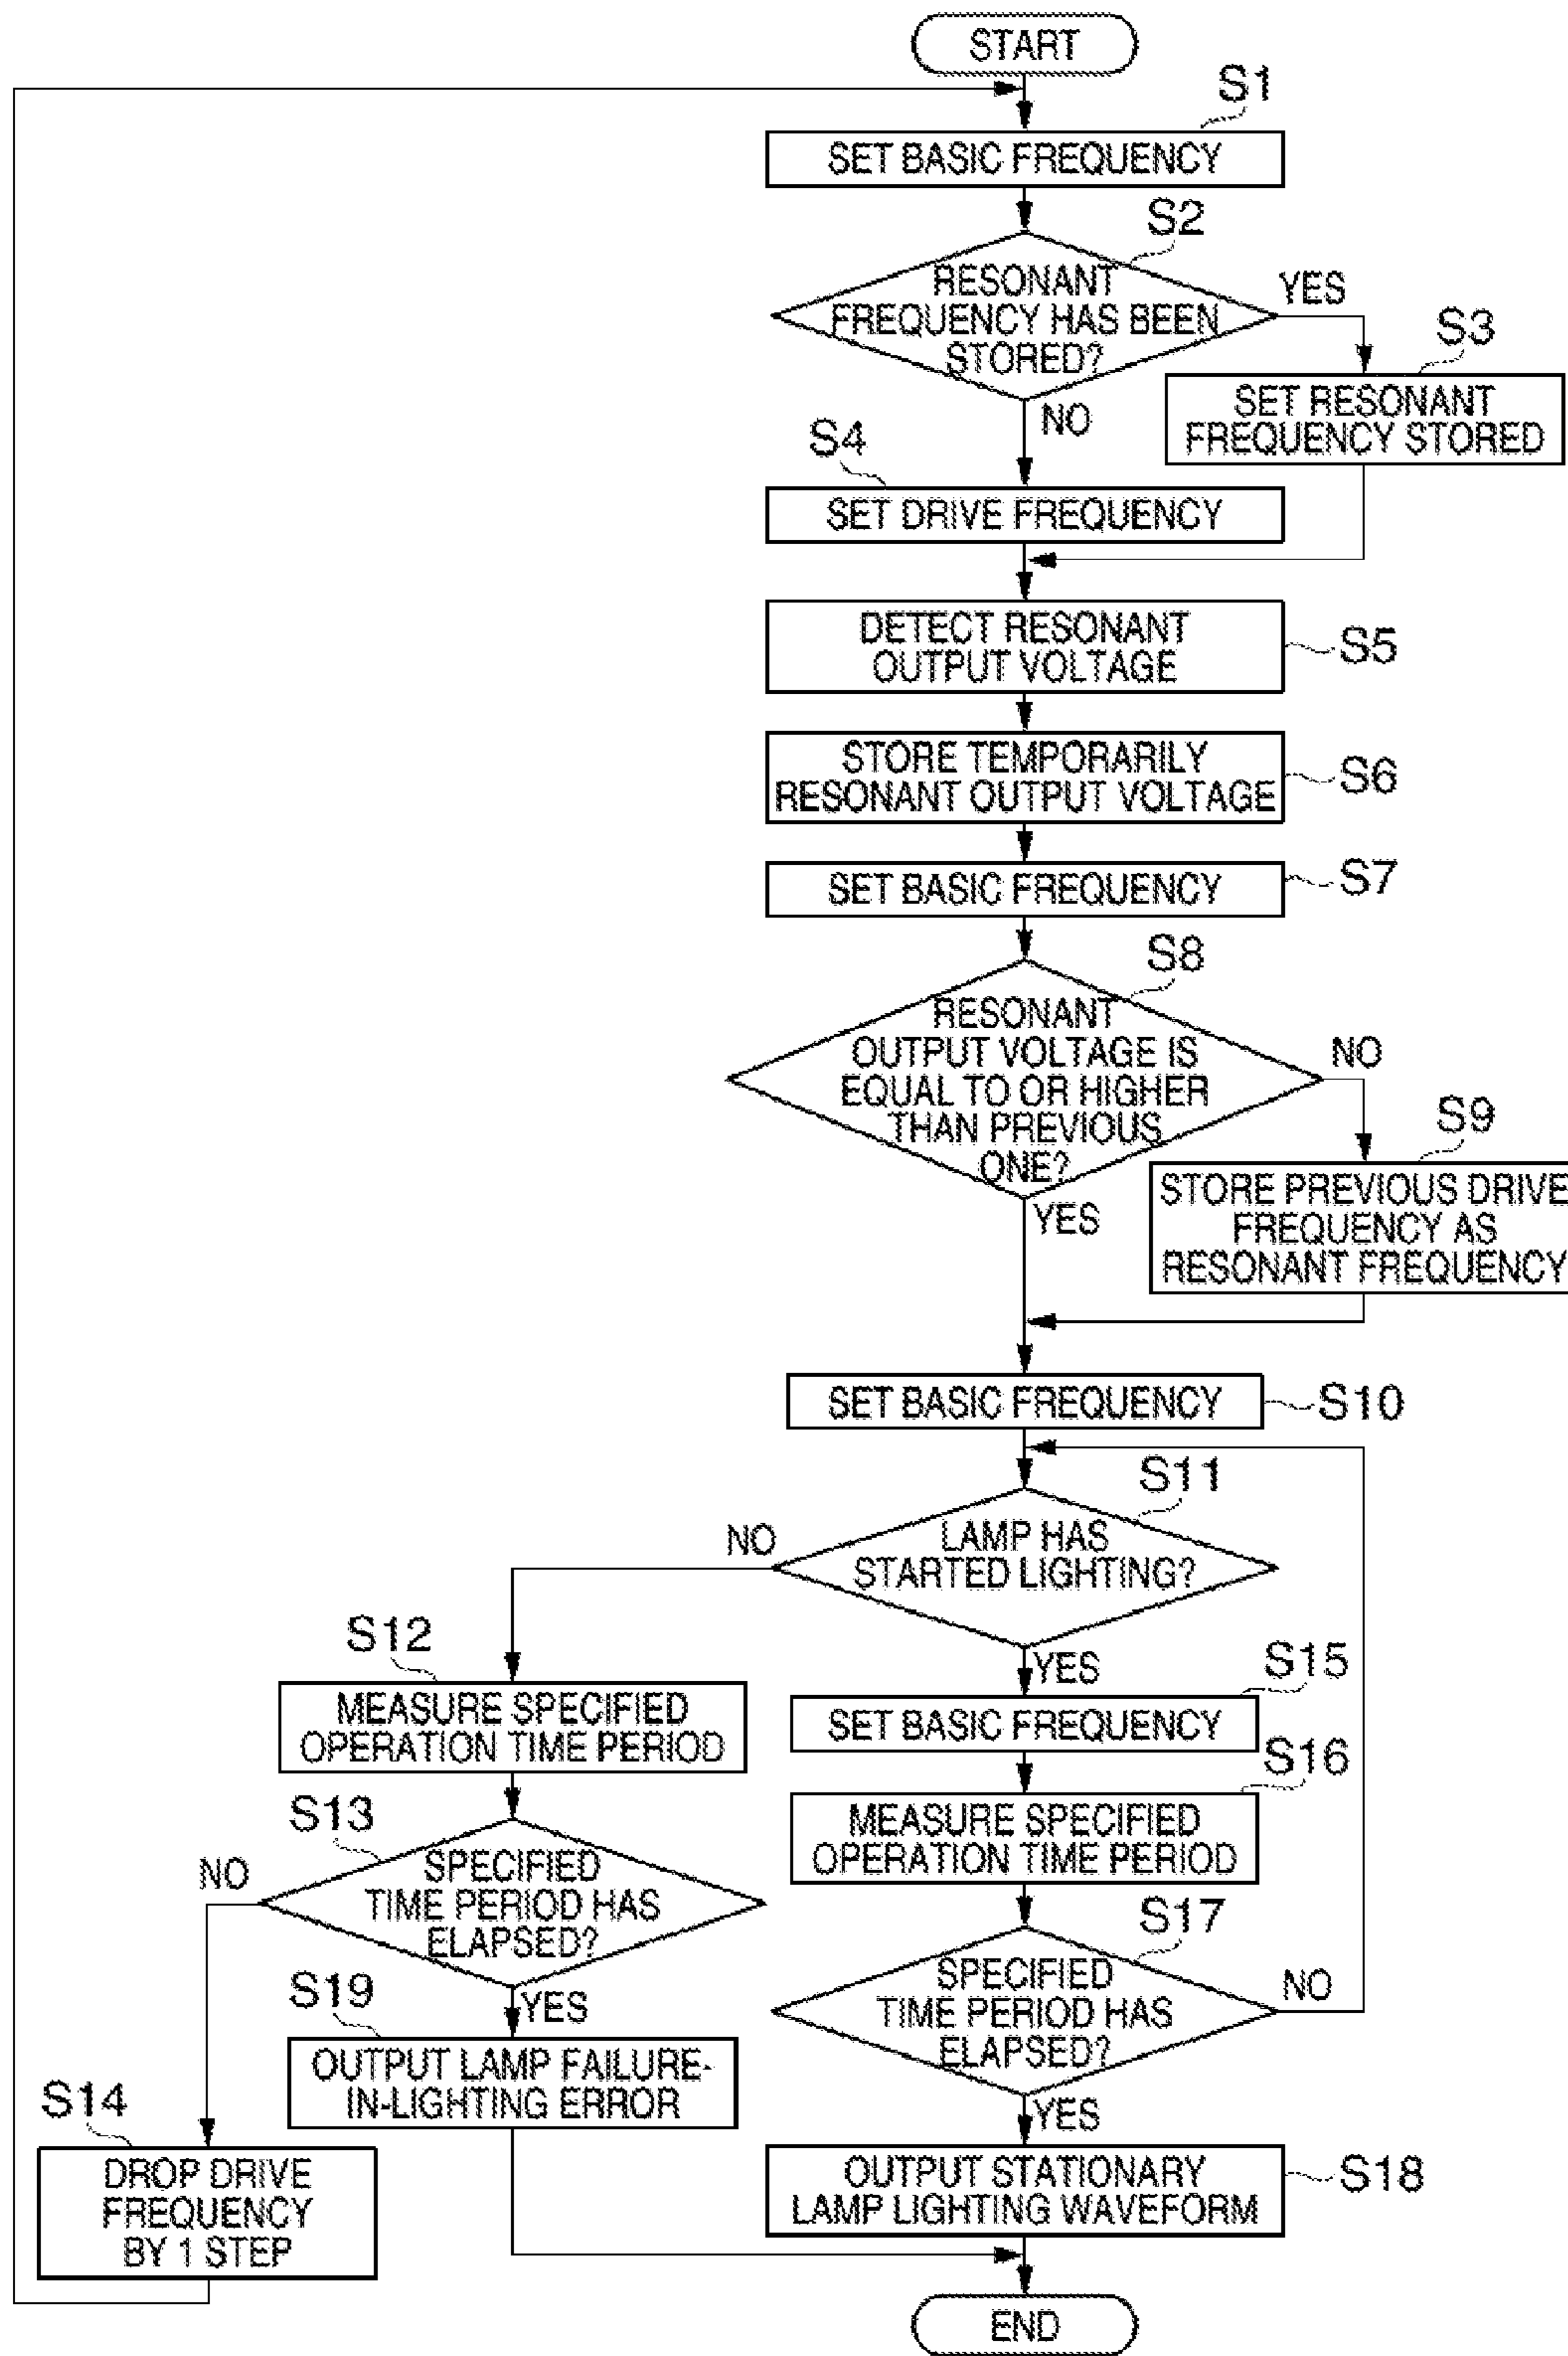 START
S1
SET BASIC FREQUENCY
S2
RESONANT
FREQUENCY HAS BEEN
STORED?
YES
NO
S3
SET RESONANT
FREQUENCY STORED
S4
SET DRIVE FREQUENCY
DETECT RESONANT
OUTPUT VOLTAGE
S5
STORE TEMPORARILY
RESONANT OUTPUT VOLTAGE
S6
SET BASIC FREQUENCY
S7
S8
RESONANT
OUTPUT VOLTAGE IS
EQUAL TO OR HIGHER
THAN PREVIOUS
ONE?
NO
YES
S9
STORE PREVIOUS DRIVE
FREQUENCY AS
RESONANT FREQUENCY
SET BASIC FREQUENCY
S10
S11
LAMP HAS
STARTED LIGHTING?
NO
YES
S12
MEASURE SPECIFIED
OPERATION TIME PERIOD
S15
SET BASIC FREQUENCY
S16
MEASURE SPECIFIED
OPERATION TIME PERIOD
S13
SPECIFIED
TIME PERIOD HAS
ELAPSED?
NO
YES
S17
SPECIFIED
TIME PERIOD HAS
ELAPSED?
NO
YES
S19
OUTPUT LAMP FAILURE-
IN-LIGHTING ERROR
S14
DROP DRIVE
FREQUENCY
BY 1 STEP
OUTPUT STATIONARY
LAMP LIGHTING WAVEFORM
S18
END